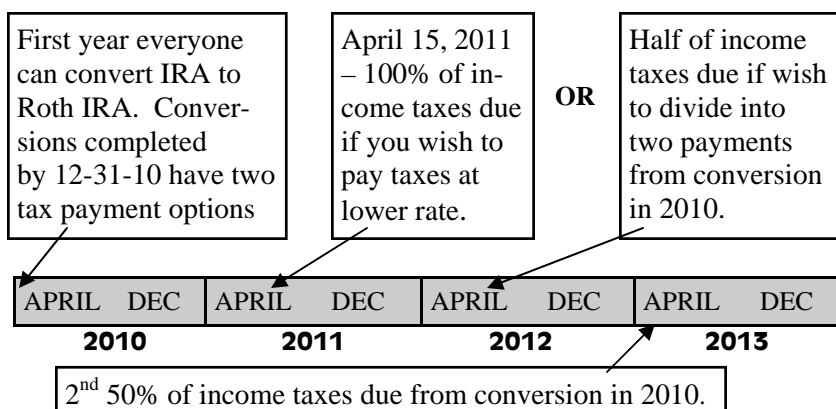 First year everyone
can convert IRA to
Roth IRA. Conver-
sions completed
by 12-31-10 have two
tax payment options
April 15, 2011
– 100% of in-
come taxes due
if you wish to
pay taxes at
lower rate.
OR
Half of income
taxes due if wish
to divide into
two payments
from conversion
in 2010.
APRIL DEC APRIL DEC APRIL DEC APRIL DEC
2010 2011 2012 2013
2nd 50% of income taxes due from conversion in 2010.